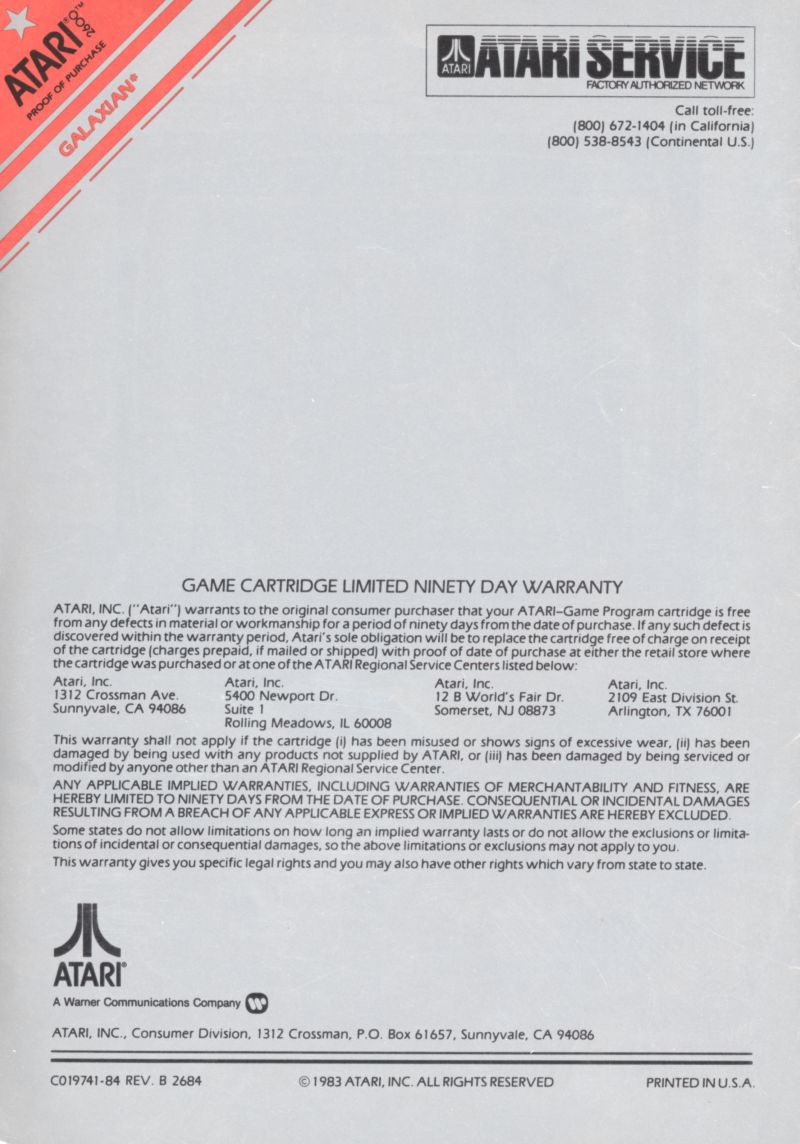 ATARI® 2600™
PROOF OF PURCHASE
GALAXIAN*
ATARI
ATARI SERVICE
FACTORY AUTHORIZED NETWORK
Call toll-free:
(800) 672-1404 (in California)
(800) 538-8543 (Continental U.S.)
GAME CARTRIDGE LIMITED NINETY DAY WARRANTY
ATARI, INC. ("Atari") warrants to the original consumer purchaser that your ATARI–Game Program cartridge is free
from any defects in material or workmanship for a period of ninety days from the date of purchase. If any such defect is
discovered within the warranty period, Atari's sole obligation will be to replace the cartridge free of charge on receipt
of the cartridge (charges prepaid, if mailed or shipped) with proof of date of purchase at either the retail store where
the cartridge was purchased or at one of the ATARI Regional Service Centers listed below:
Atari, Inc.
1312 Crossman Ave.
Sunnyvale, CA 94086
Atari, Inc.
5400 Newport Dr.
Suite 1
Rolling Meadows, IL 60008
Atari, Inc.
12 B World's Fair Dr.
Somerset, NJ 08873
Atari, Inc.
2109 East Division St.
Arlington, TX 76001
This warranty shall not apply if the cartridge (i) has been misused or shows signs of excessive wear, (ii) has been
damaged by being used with any products not supplied by ATARI, or (iii) has been damaged by being serviced or
modified by anyone other than an ATARI Regional Service Center.
ANY APPLICABLE IMPLIED WARRANTIES, INCLUDING WARRANTIES OF MERCHANTABILITY AND FITNESS, ARE
HEREBY LIMITED TO NINETY DAYS FROM THE DATE OF PURCHASE. CONSEQUENTIAL OR INCIDENTAL DAMAGES
RESULTING FROM A BREACH OF ANY APPLICABLE EXPRESS OR IMPLIED WARRANTIES ARE HEREBY EXCLUDED.
Some states do not allow limitations on how long an implied warranty lasts or do not allow the exclusions or limita-
tions of incidental or consequential damages, so the above limitations or exclusions may not apply to you.
This warranty gives you specific legal rights and you may also have other rights which vary from state to state.
ATARI®
A Warner Communications Company
ATARI, INC., Consumer Division, 1312 Crossman, P.O. Box 61657, Sunnyvale, CA 94086
C019741-84 REV. B 2684
© 1983 ATARI, INC. ALL RIGHTS RESERVED
PRINTED IN U.S.A.